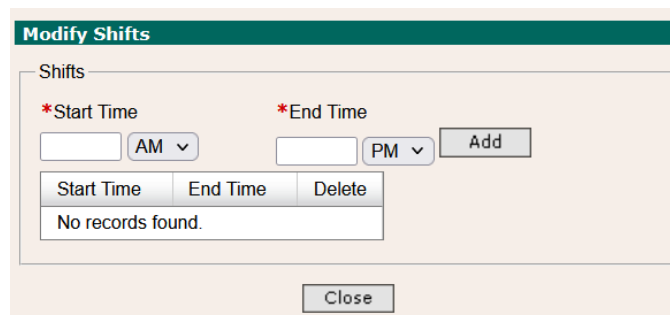 Modify Shifts
Shifts
*Start Time *End Time
AM PM Add
Start Time End Time Delete
No records found.
Close